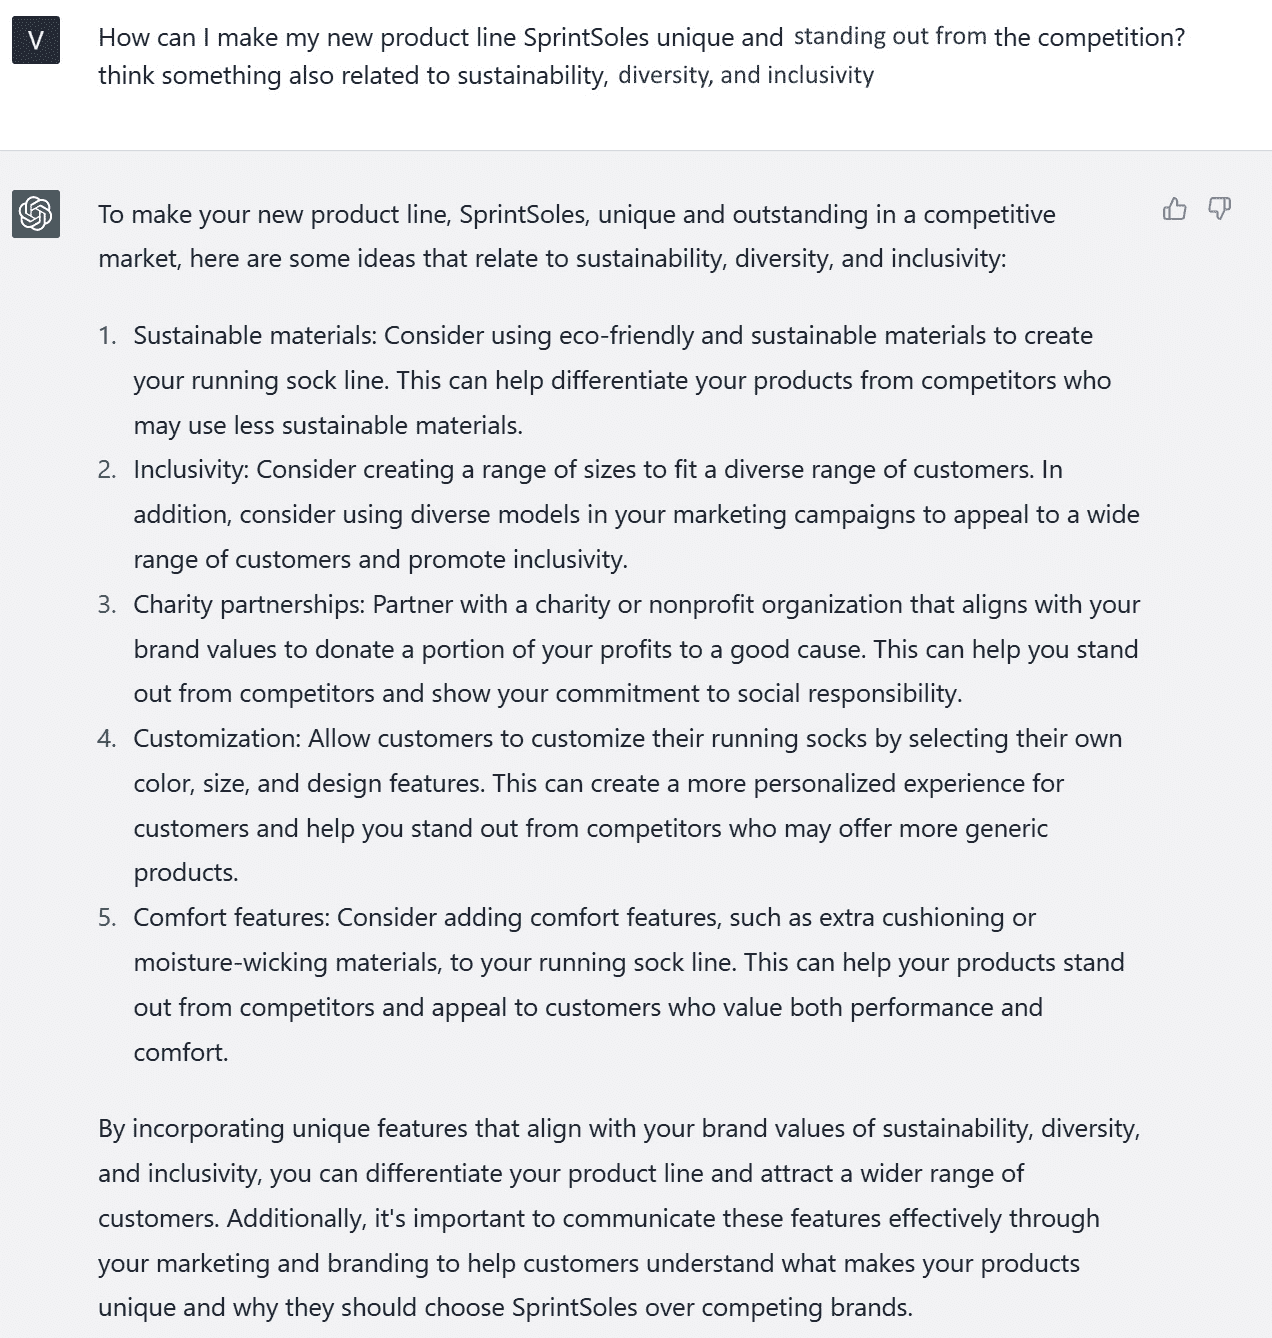 V
How can I make my new product line SprintSoles unique and standing out from the competition?
think something also related to sustainability, diversity, and inclusivity
To make your new product line, SprintSoles, unique and outstanding in a competitive
market, here are some ideas that relate to sustainability, diversity, and inclusivity:
1. Sustainable materials: Consider using eco-friendly and sustainable materials to create
your running sock line. This can help differentiate your products from competitors who
may use less sustainable materials.
2. Inclusivity: Consider creating a range of sizes to fit a diverse range of customers. In
addition, consider using diverse models in your marketing campaigns to appeal to a wide
range of customers and promote inclusivity.
3. Charity partnerships: Partner with a charity or nonprofit organization that aligns with your
brand values to donate a portion of your profits to a good cause. This can help you stand
out from competitors and show your commitment to social responsibility.
4. Customization: Allow customers to customize their running socks by selecting their own
color, size, and design features. This can create a more personalized experience for
customers and help you stand out from competitors who may offer more generic
products.
5. Comfort features: Consider adding comfort features, such as extra cushioning or
moisture-wicking materials, to your running sock line. This can help your products stand
out from competitors and appeal to customers who value both performance and
comfort.
By incorporating unique features that align with your brand values of sustainability, diversity,
and inclusivity, you can differentiate your product line and attract a wider range of
customers. Additionally, it's important to communicate these features effectively through
your marketing and branding to help customers understand what makes your products
unique and why they should choose SprintSoles over competing brands.